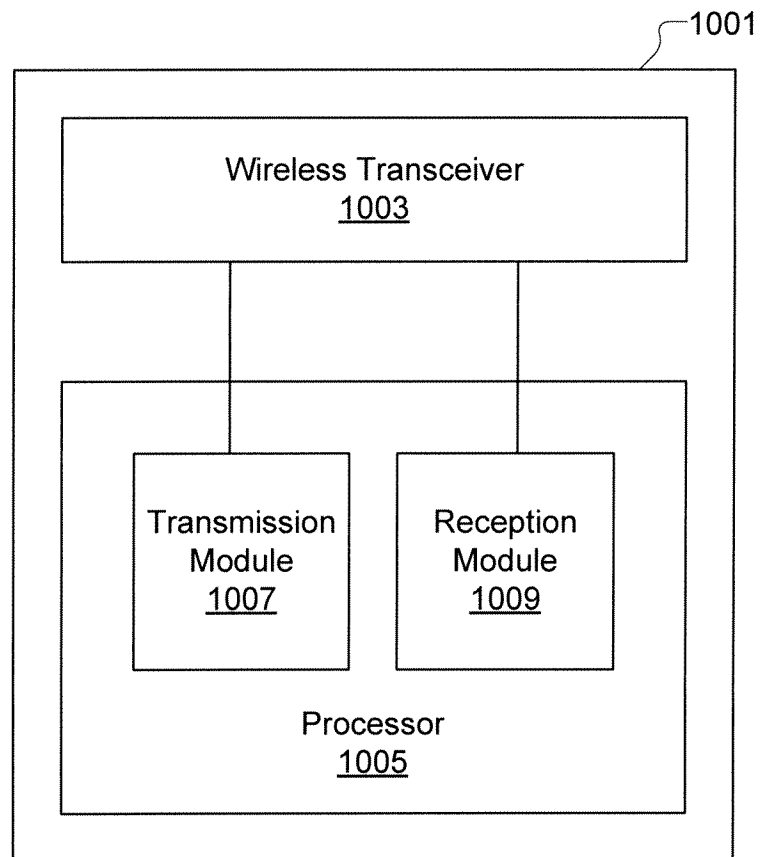 1001
Wireless Transceiver
1003
Transmission
Module
1007
Reception
Module
1009
Processor
1005